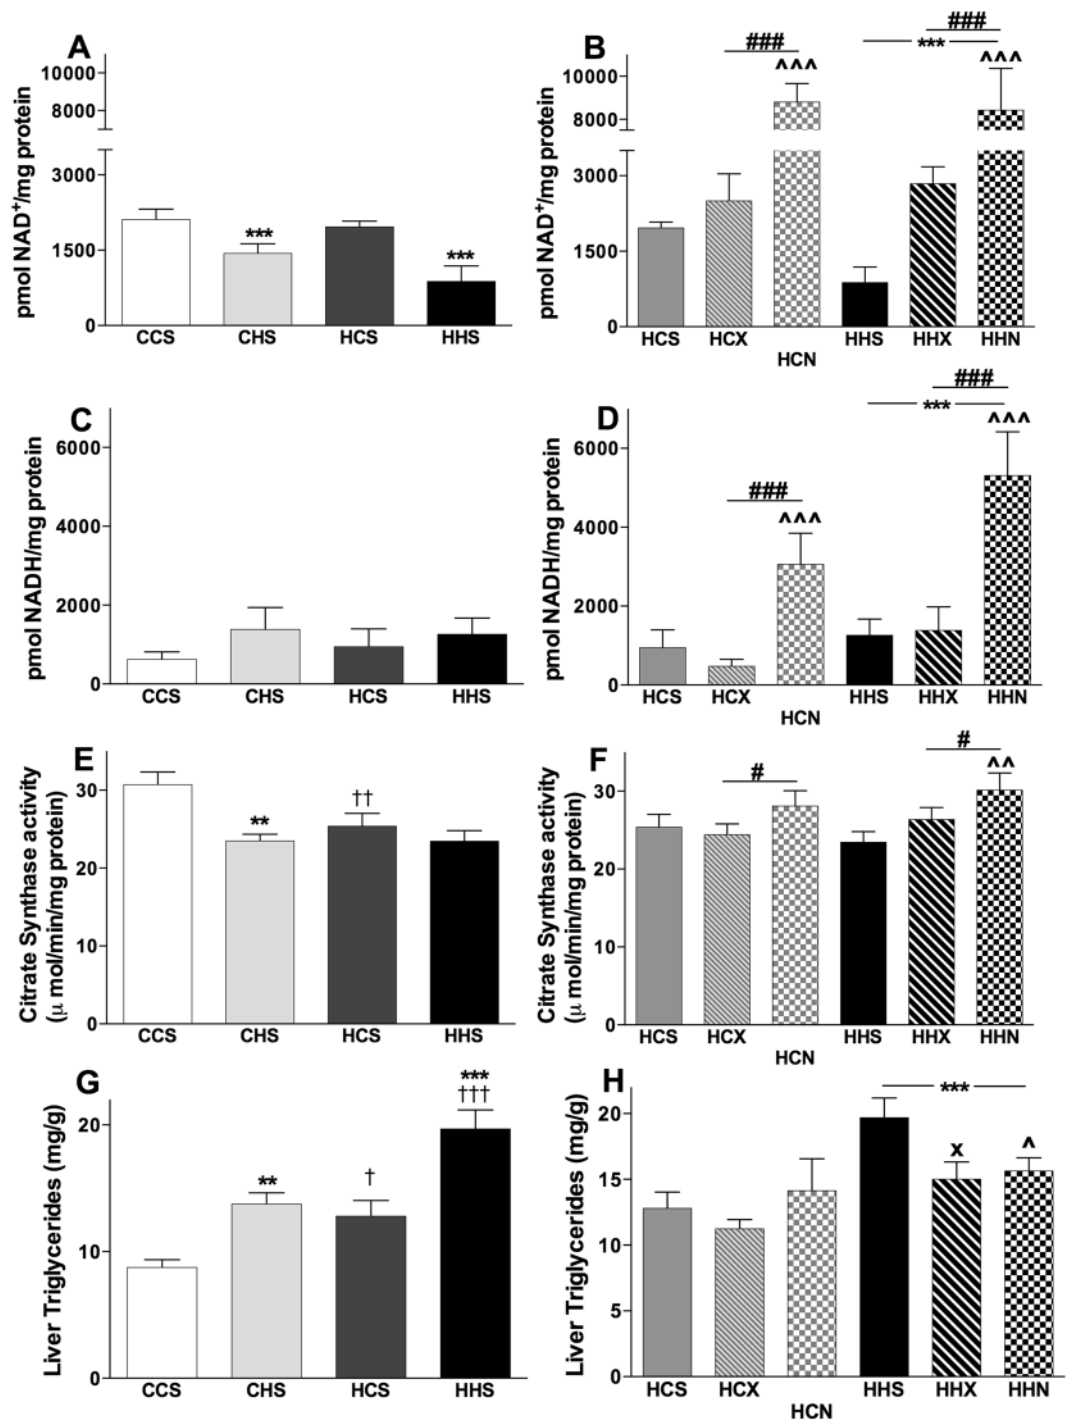 A
pmol NAD+/mg protein
10000
8000
3000
1500
0
***
***
CCS CHS HCS HHS
B
pmol NAD+/mg protein
10000
8000
3000
1500
0
###
^^^
###
***
^^^
HCS HCX HCN HHS HHX HHN
C
pmol NADH/mg protein
6000
4000
2000
0
CCS CHS HCS HHS
D
pmol NADH/mg protein
6000
4000
2000
0
###
^^^
###
***
^^^
HCS HCX HCN HHS HHX HHN
E
Citrate Synthase activity
(μ mol/min/mg protein)
30
20
10
0
**
††
CCS CHS HCS HHS
F
Citrate Synthase activity
(μ mol/min/mg protein)
30
20
10
0
#
#
^^
HCS HCX HCN HHS HHX HHN
G
Liver Triglycerides (mg/g)
20
10
0
**
†
***
†††
CCS CHS HCS HHS
H
Liver Triglycerides (mg/g)
20
15
10
5
0
***
x
^
HCS HCX HCN HHS HHX HHN